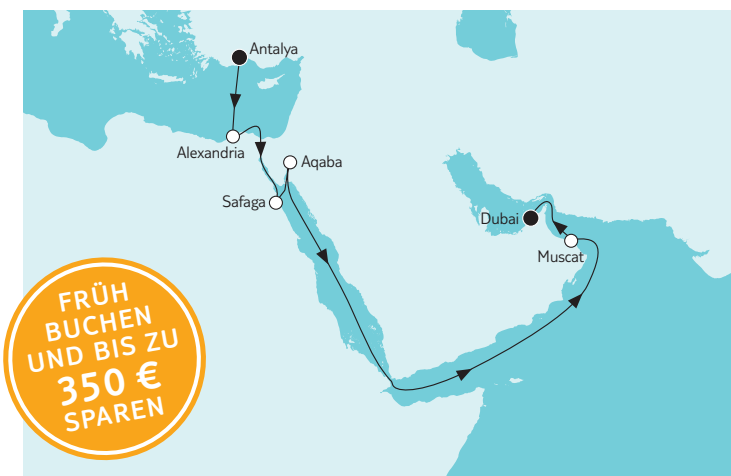 Antalya
Alexandria
Aqaba
Safaga
Dubai
Muscat
FRÜH
BUCHEN
UND BIS ZU
350 €
SPAREN